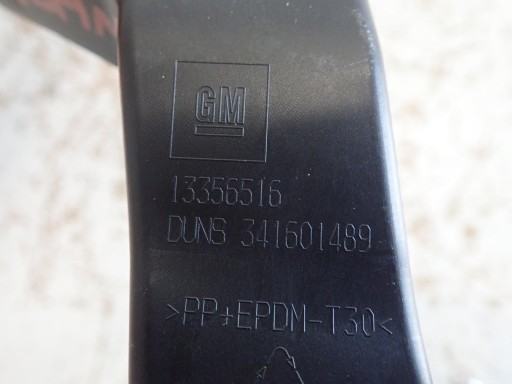 GM
13356516
DUNS 341601489
>PP+EPDM-T30<